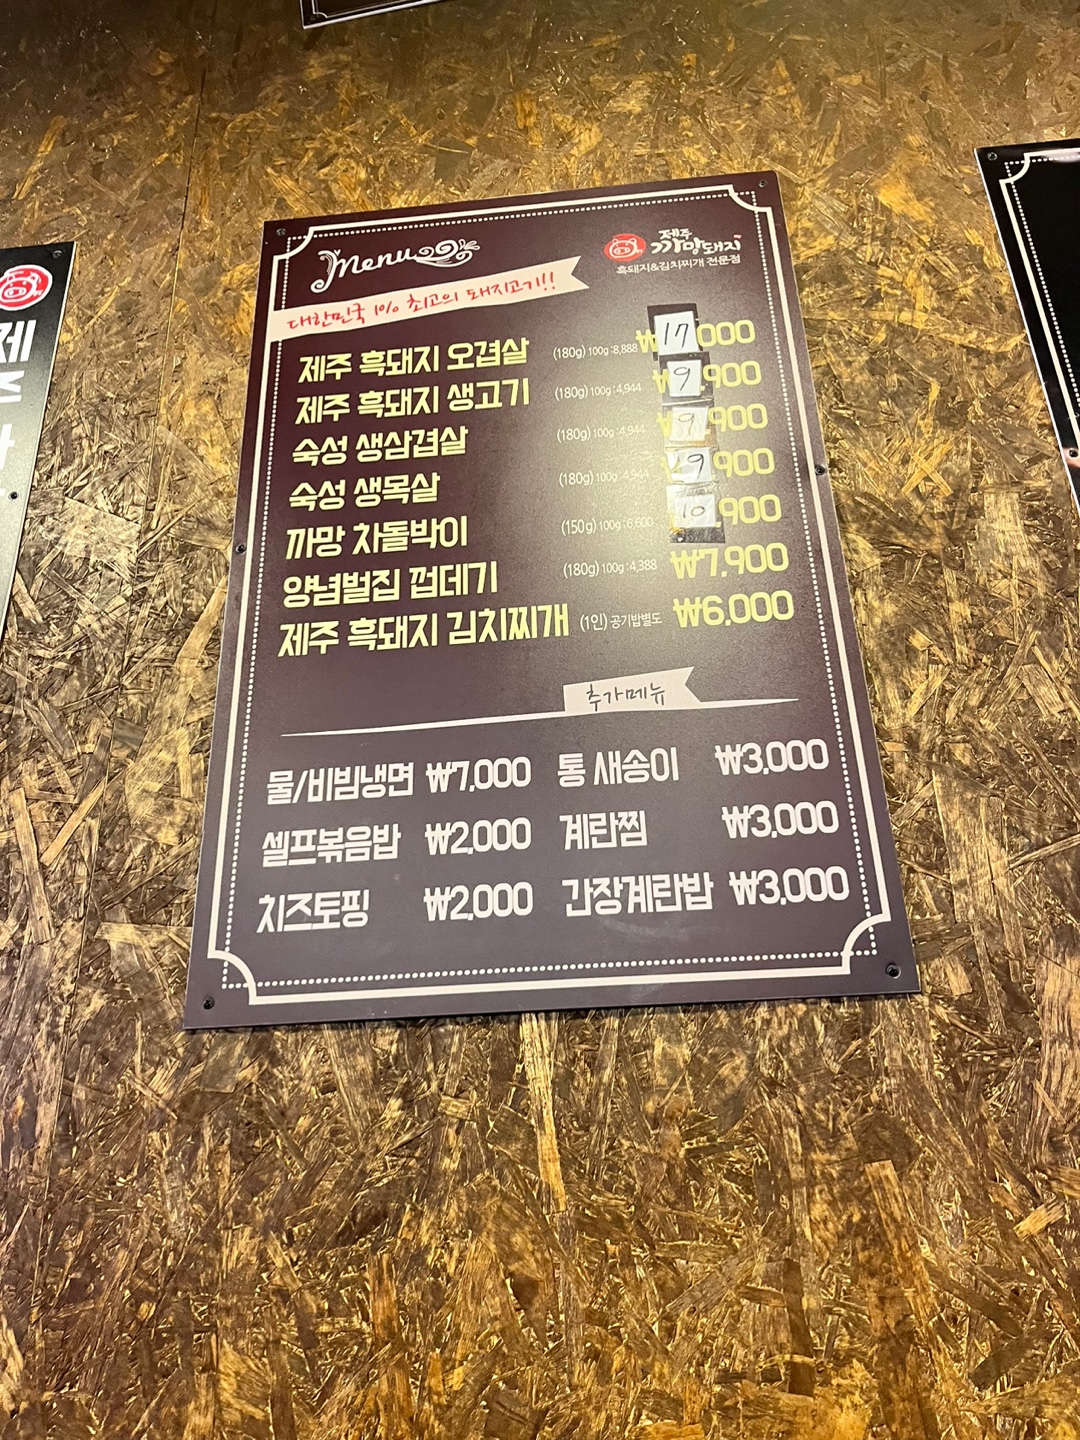 Menu
제주 까망돼지
흑돼지&김치찌개 전문점
대한민국 1% 최고의 돼지고기!!
제주 흑돼지 오겹살 (180g) 100g:8,888 ₩17,000
제주 흑돼지 생고기 (180g) 100g:4,944 ₩9,900
숙성 생삼겹살 (180g) 100g:4,944 ₩9,900
숙성 생목살 (180g) 100g:4,944 ₩9,900
까망 차돌박이 (150g) 100g:6,600 10,900
양념벌집 껍데기 (180g) 100g:4,388 ₩7,900
제주 흑돼지 김치찌개 (1인) 공기밥별도 ₩6,000
추가메뉴
물/비빔냉면 ₩7,000 통 새송이 ₩3,000
셀프볶음밥 ₩2,000 계란찜 ₩3,000
치즈토핑 ₩2,000 간장계란밥 ₩3,000
제